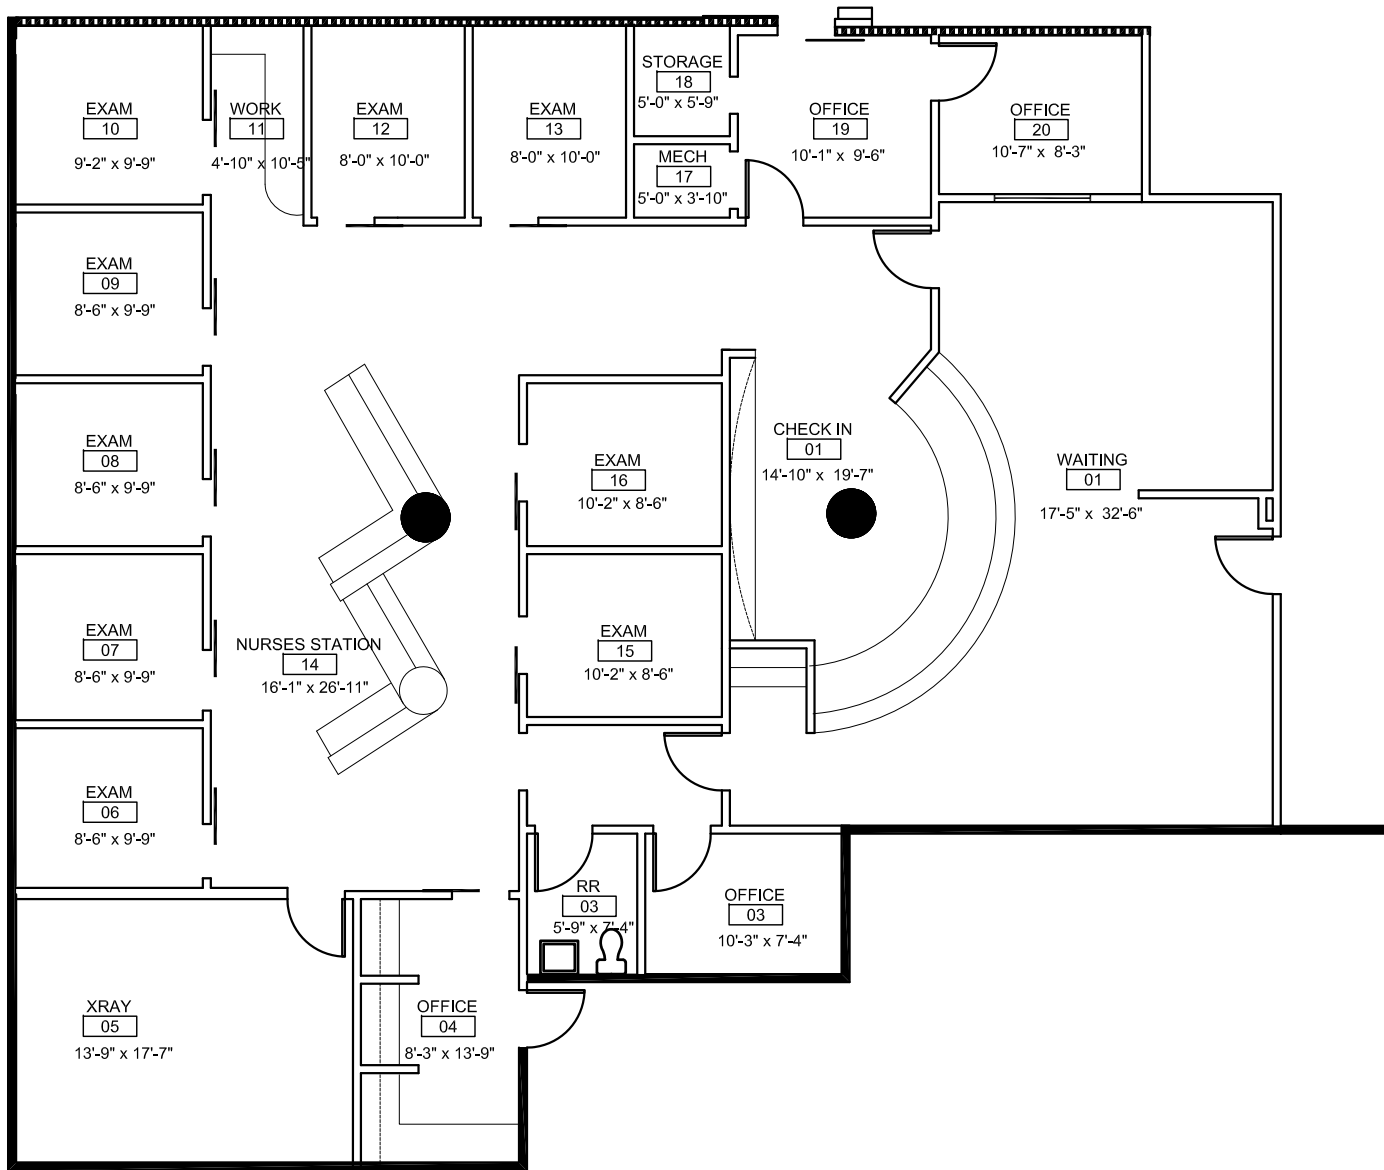 EXAM
10
9'-2" x 9'-9"
WORK
11
4'-10" x 10'-5"
EXAM
12
8'-0" x 10'-0"
EXAM
13
8'-0" x 10'-0"
STORAGE
18
5'-0" x 5'-9"
MECH
17
5'-0" x 3'-10"
OFFICE
19
10'-1" x 9'-6"
OFFICE
20
10'-7" x 8'-3"
EXAM
09
8'-6" x 9'-9"
EXAM
08
8'-6" x 9'-9"
EXAM
16
10'-2" x 8'-6"
CHECK IN
01
14'-10" x 19'-7"
WAITING
01
17'-5" x 32'-6"
EXAM
07
8'-6" x 9'-9"
NURSES STATION
14
16'-1" x 26'-11"
EXAM
15
10'-2" x 8'-6"
EXAM
06
8'-6" x 9'-9"
RR
03
5'-9" x 7'-4"
OFFICE
03
10'-3" x 7'-4"
XRAY
05
13'-9" x 17'-7"
OFFICE
04
8'-3" x 13'-9"